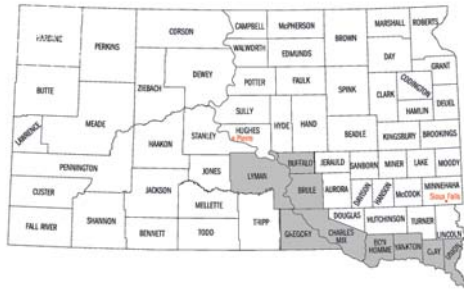 HARDING
PERKINS
CORSON
CAMPBELL
McPHERSON
BROWN
MARSHALL
ROBERTS
WALWORTH
EDMUNDS
DAY
DEWEY
GRANT
BUTTE
ZIEBACH
POTTER
FAULK
SPINK
CLARK
CODINGTON
HAMLIN
DEUEL
SULLY
MEADE
LAWRENCE
STANLEY
HUGHES
HYDE
HAND
BEADLE
KINGSBURY
BROOKINGS
HAAKON
PENNINGTON
JONES
LYMAN
BUFFALO
JERAULD
SANBORN
MINER
LAKE
MOODY
CUSTER
JACKSON
BRULE
AURORA
DAVISON
HANSON
McCOOK
MINNEHAHA
Sioux Falls
MELLETTE
FALL RIVER
SHANNON
BENNETT
TODD
TRIPP
GREGORY
CHARLES
MIX
DOUGLAS
HUTCHINSON
TURNER
LINCOLN
BON
HOMME
YANKTON
CLAY
UNION